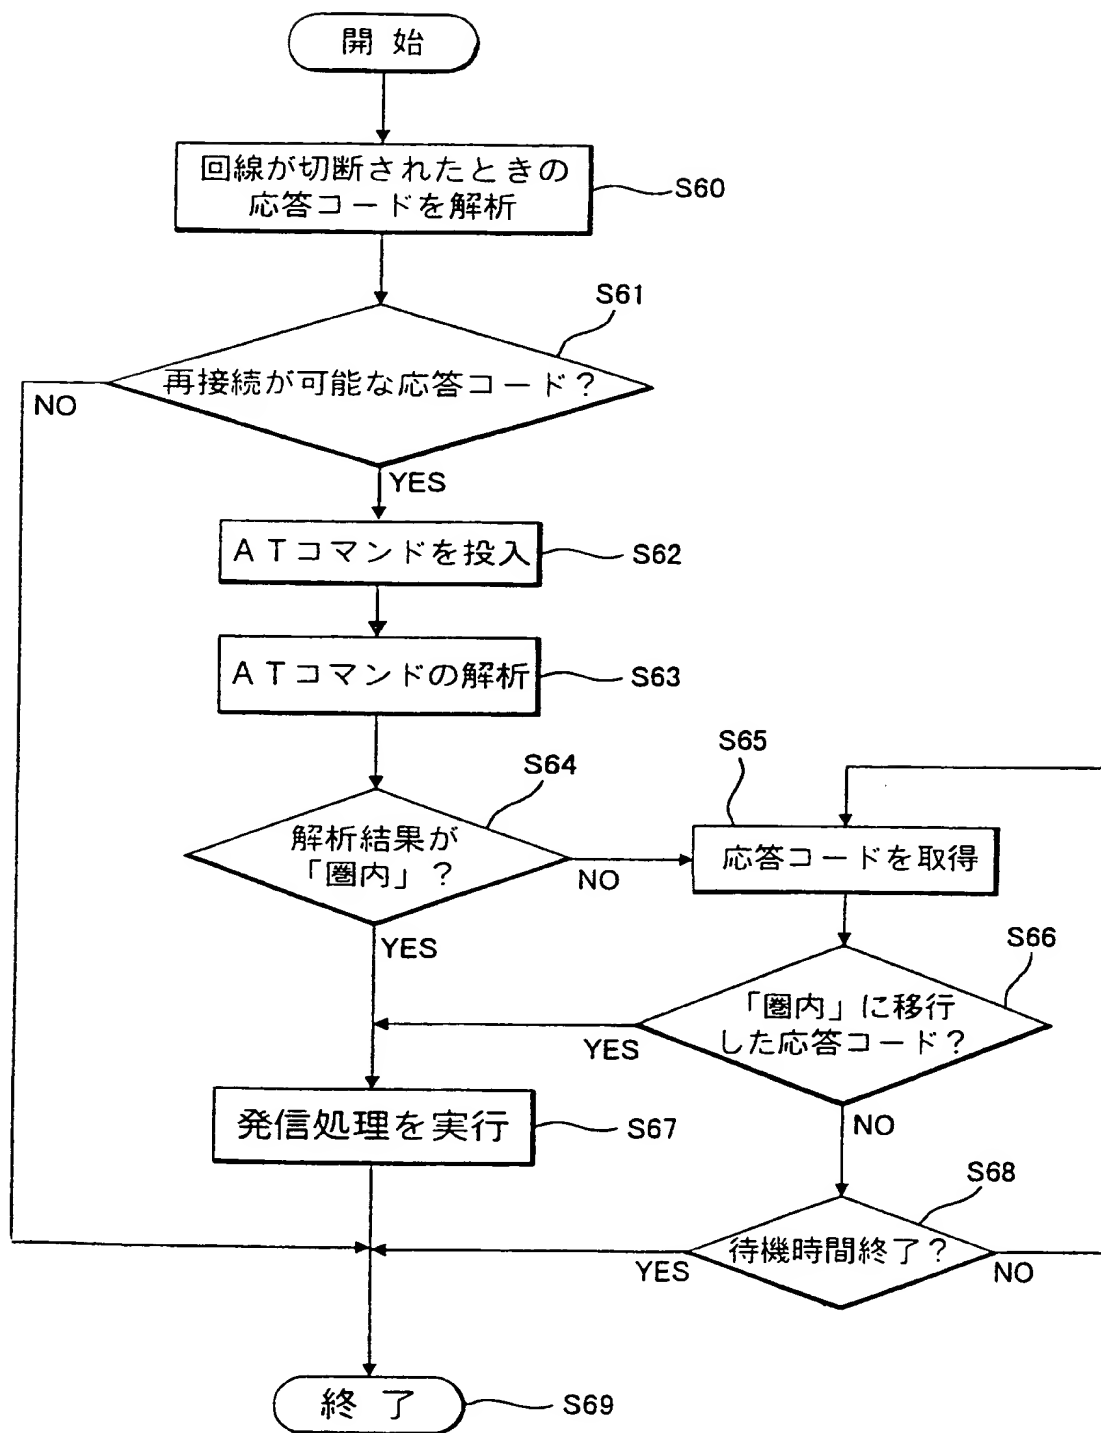 開始
回線が切断されたときの
応答コードを解析
S60
S61
再接続が可能な応答コード？
NO
YES
ＡＴコマンドを投入
S62
ＡＴコマンドの解析
S63
S64
解析結果が
「圏内」？
NO
YES
S65
応答コードを取得
S66
「圏内」に移行
した応答コード？
YES
NO
発信処理を実行
S67
S68
待機時間終了？
YES
NO
終了
S69